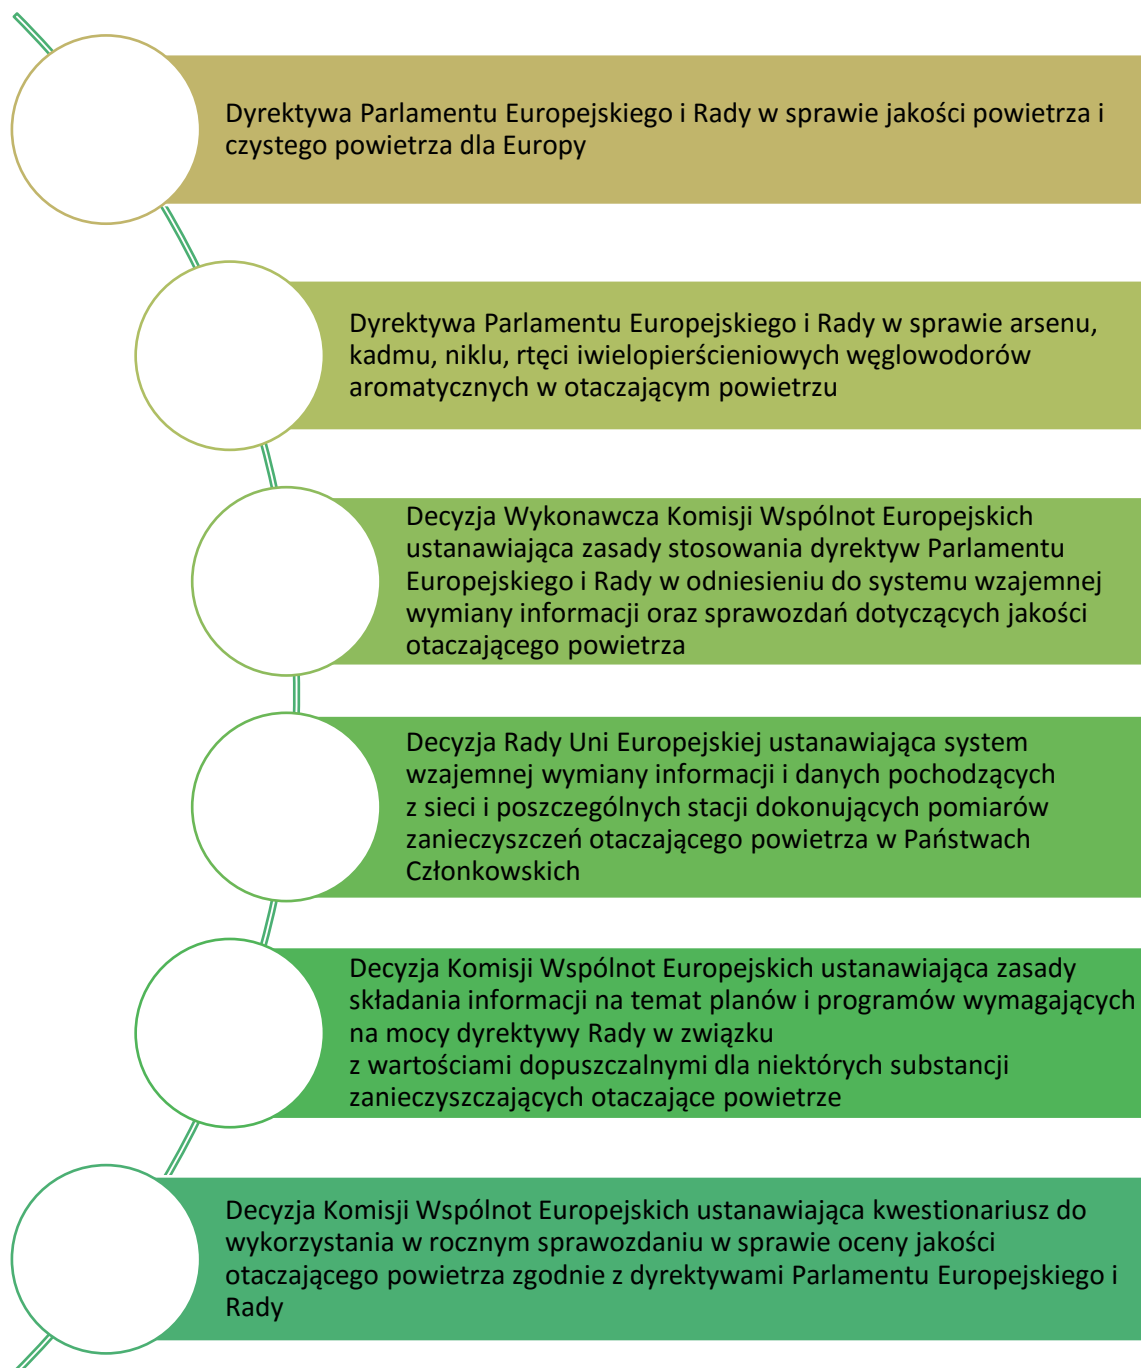 Dyrektywa Parlamentu Europejskiego i Rady w sprawie jakości powietrza i
czystego powietrza dla Europy
Dyrektywa Parlamentu Europejskiego i Rady w sprawie arsenu,
kadmu, niklu, rtęci iwielopierścieniowych węglowodorów
aromatycznych w otaczającym powietrzu
Decyzja Wykonawcza Komisji Wspólnot Europejskich
ustanawiająca zasady stosowania dyrektyw Parlamentu
Europejskiego i Rady w odniesieniu do systemu wzajemnej
wymiany informacji oraz sprawozdań dotyczących jakości
otaczającego powietrza
Decyzja Rady Uni Europejskiej ustanawiająca system
wzajemnej wymiany informacji i danych pochodzących
z sieci i poszczególnych stacji dokonujących pomiarów
zanieczyszczeń otaczającego powietrza w Państwach
Członkowskich
Decyzja Komisji Wspólnot Europejskich ustanawiająca zasady
składania informacji na temat planów i programów wymagających
na mocy dyrektywy Rady w związku
z wartościami dopuszczalnymi dla niektórych substancji
zanieczyszczających otaczające powietrze
Decyzja Komisji Wspólnot Europejskich ustanawiająca kwestionariusz do
wykorzystania w rocznym sprawozdaniu w sprawie oceny jakości
otaczającego powietrza zgodnie z dyrektywami Parlamentu Europejskiego i
Rady